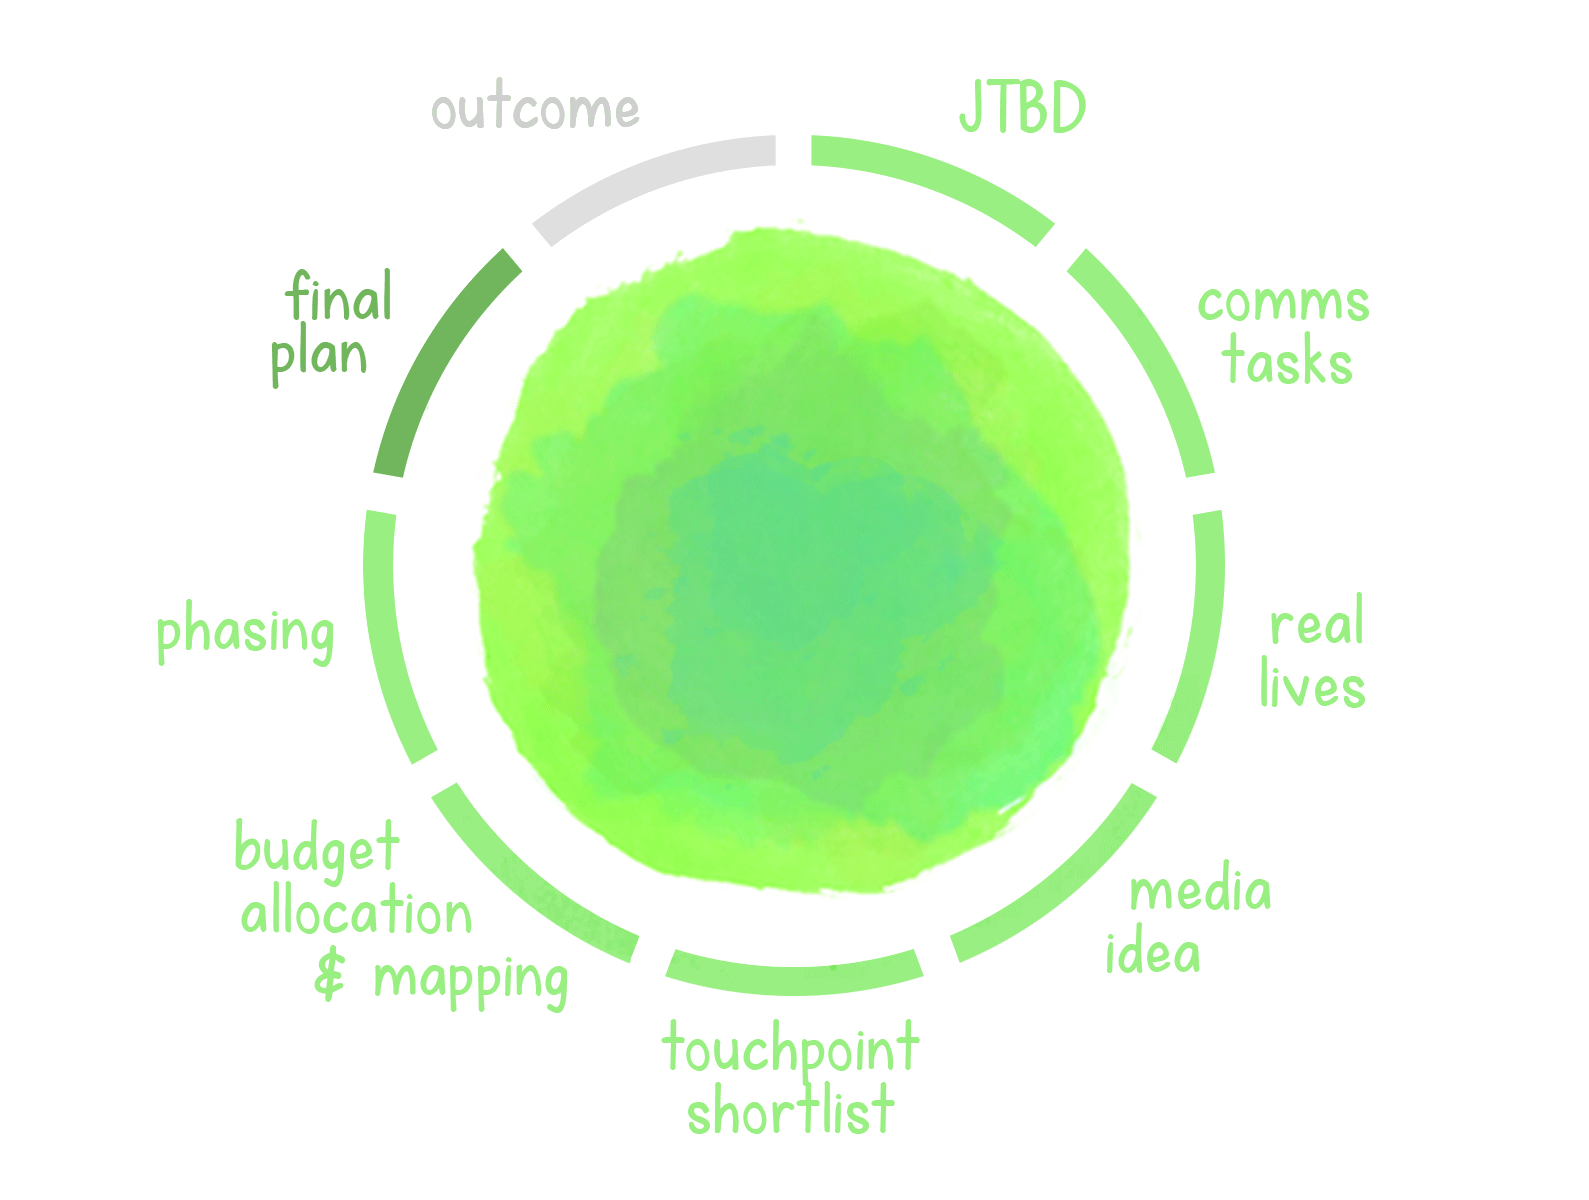 outcome
JTBD
final
plan
comms
tasks
phasing
real
lives
budget
allocation
& mapping
media
idea
touchpoint
shortlist